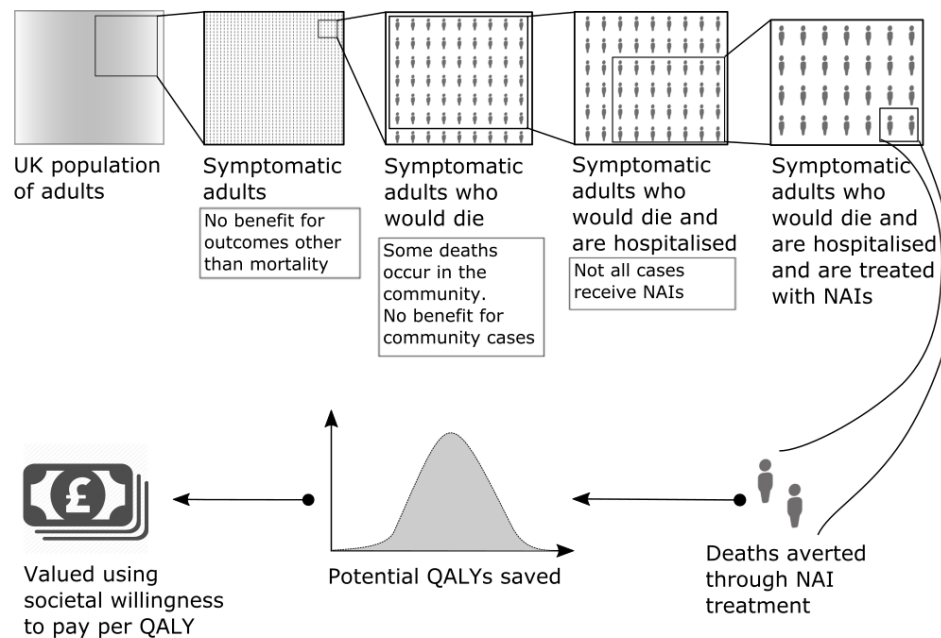 UK population
of adults
Symptomatic
adults
No benefit for
outcomes other
than mortality
Symptomatic
adults who
would die
Some deaths
occur in the
community.
No benefit for
community cases
Symptomatic
adults who
would die and
are hospitalised
Not all cases
receive NAIs
Symptomatic
adults who
would die and
are hospitalised
and are treated
with NAIs
£
Valued using
societal willingness
to pay per QALY
Potential QALYs saved
Deaths averted
through NAI
treatment